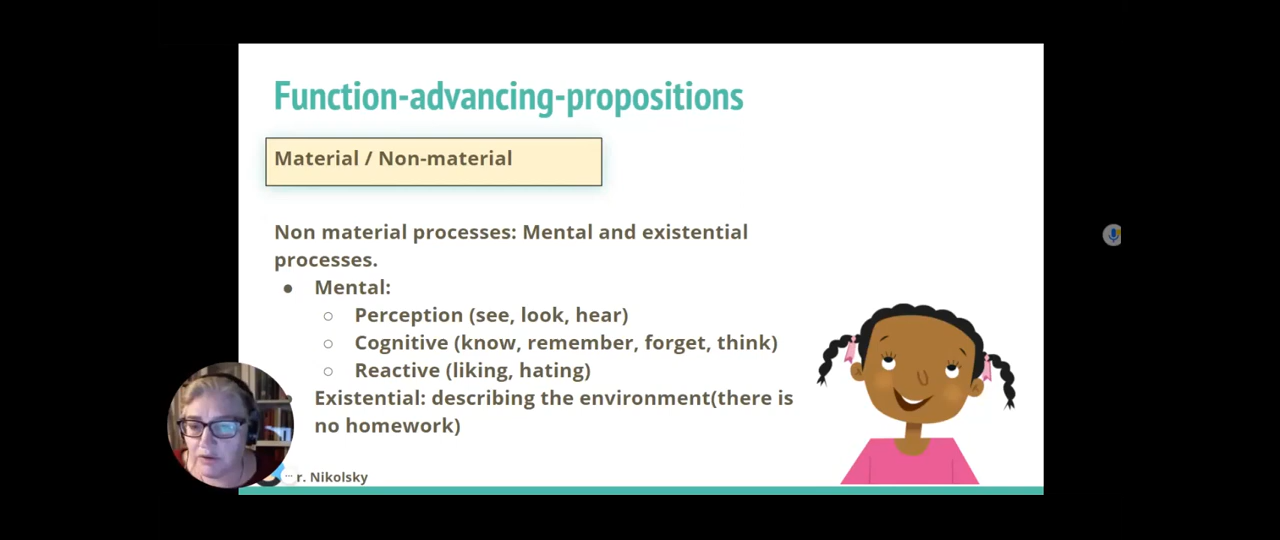 Function-advancing-propositions
Material / Non-material
Non material processes: Mental and existential
processes.
● Mental:
○ Perception (see, look, hear)
○ Cognitive (know, remember, forget, think)
○ Reactive (liking, hating)
Existential: describing the environment(there is
no homework)
r. Nikolsky